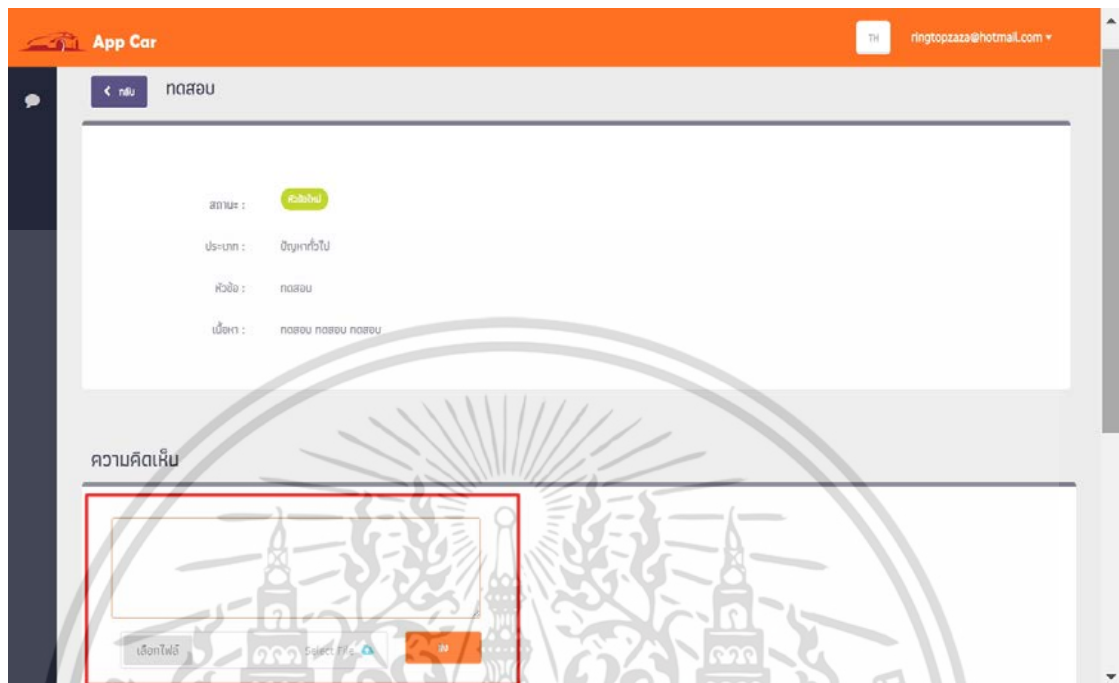 App Car
TH
ringtopzaza@hotmail.com
กลับ
ทดสอบ
สถานะ :
หัวข้อใหม่
ประเภท :
ปัญหาทั่วไป
หัวข้อ :
ทดสอบ
เนื้อหา :
ทดสอบ ทดสอบ ทดสอบ
ความคิดเห็น
เลือกไฟล์
Select File
ส่ง